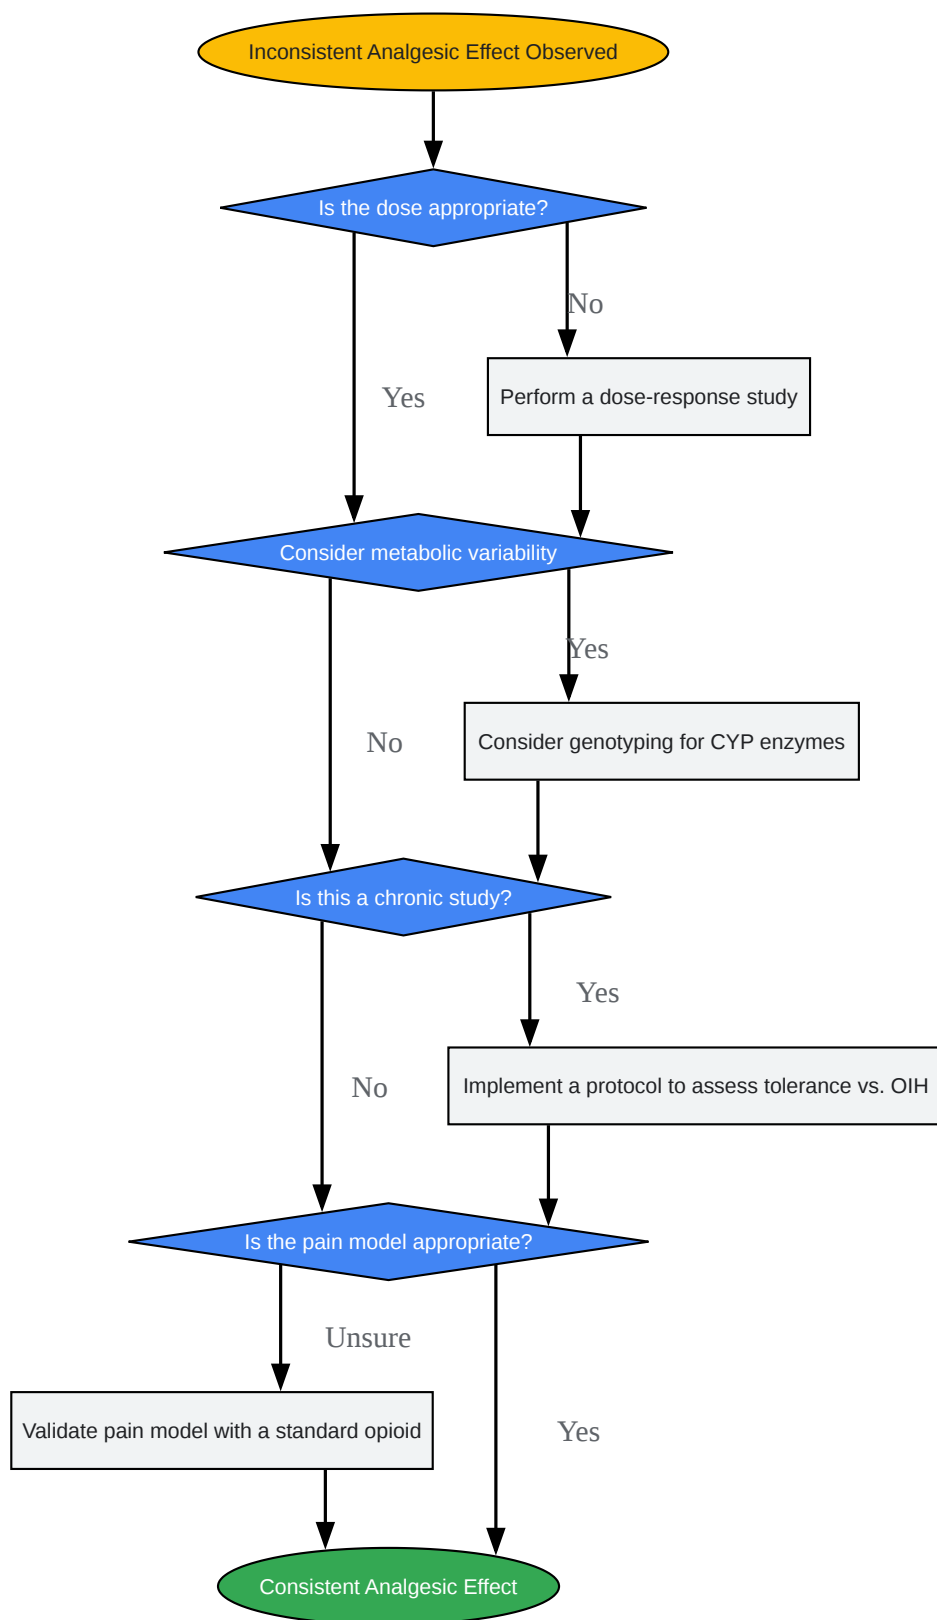 Inconsistent Analgesic Effect Observed
Is the dose appropriate?
No
Yes
Perform a dose-response study
Consider metabolic variability
Yes
No
Consider genotyping for CYP enzymes
Is this a chronic study?
Yes
No
Implement a protocol to assess tolerance vs. OIH
Is the pain model appropriate?
Unsure
Validate pain model with a standard opioid
Yes
Consistent Analgesic Effect